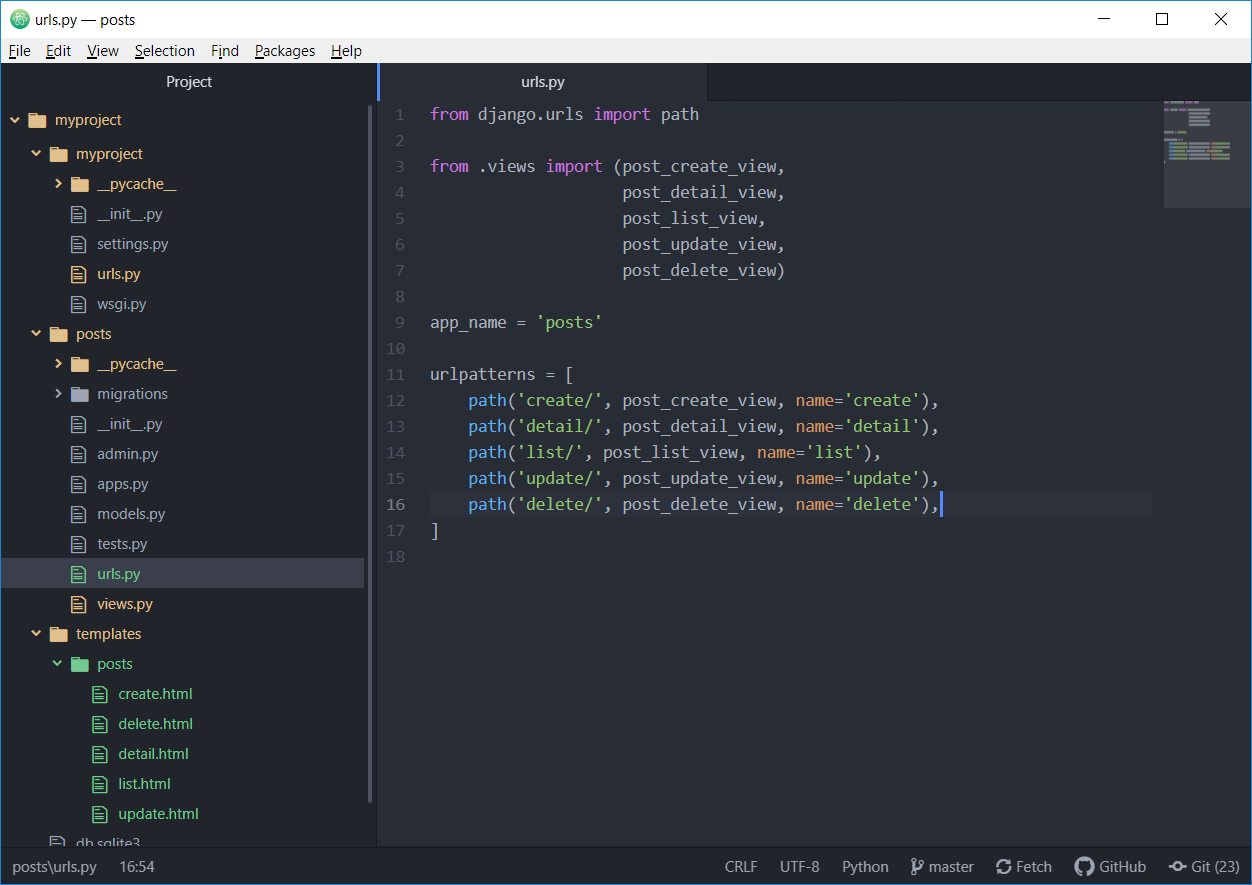 urls.py — posts
File Edit View Selection Find Packages Help
Project
myproject
myproject
__pycache__
__init__.py
settings.py
urls.py
wsgi.py
posts
__pycache__
migrations
__init__.py
admin.py
apps.py
models.py
tests.py
urls.py
views.py
templates
posts
create.html
delete.html
detail.html
list.html
update.html
db.sqlite3
urls.py
1 from django.urls import path
2
3 from .views import (post_create_view,
4 post_detail_view,
5 post_list_view,
6 post_update_view,
7 post_delete_view)
8
9 app_name = 'posts'
10
11 urlpatterns = [
12 path('create/', post_create_view, name='create'),
13 path('detail/', post_detail_view, name='detail'),
14 path('list/', post_list_view, name='list'),
15 path('update/', post_update_view, name='update'),
16 path('delete/', post_delete_view, name='delete'),
17 ]
18
posts\urls.py 16:54 CRLF UTF-8 Python master Fetch GitHub Git (23)